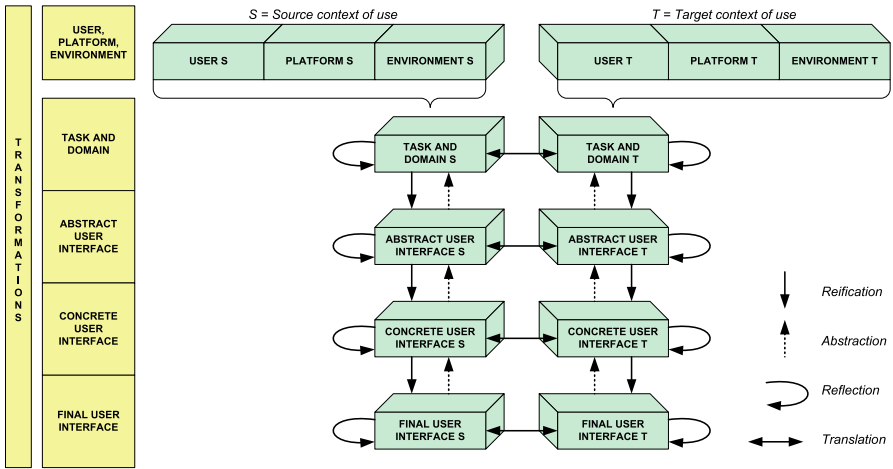 TRANSFORMATIONS
USER,
PLATFORM,
ENVIRONMENT
TASK AND
DOMAIN
ABSTRACT
USER
INTERFACE
CONCRETE
USER
INTERFACE
FINAL USER
INTERFACE
S = Source context of use
T = Target context of use
USER S
PLATFORM S
ENVIRONMENT S
USER T
PLATFORM T
ENVIRONMENT T
TASK AND
DOMAIN S
TASK AND
DOMAIN T
ABSTRACT USER
INTERFACE S
ABSTRACT USER
INTERFACE T
CONCRETE USER
INTERFACE S
CONCRETE USER
INTERFACE T
FINAL USER
INTERFACE S
FINAL USER
INTERFACE T
Reification
Abstraction
Reflection
Translation